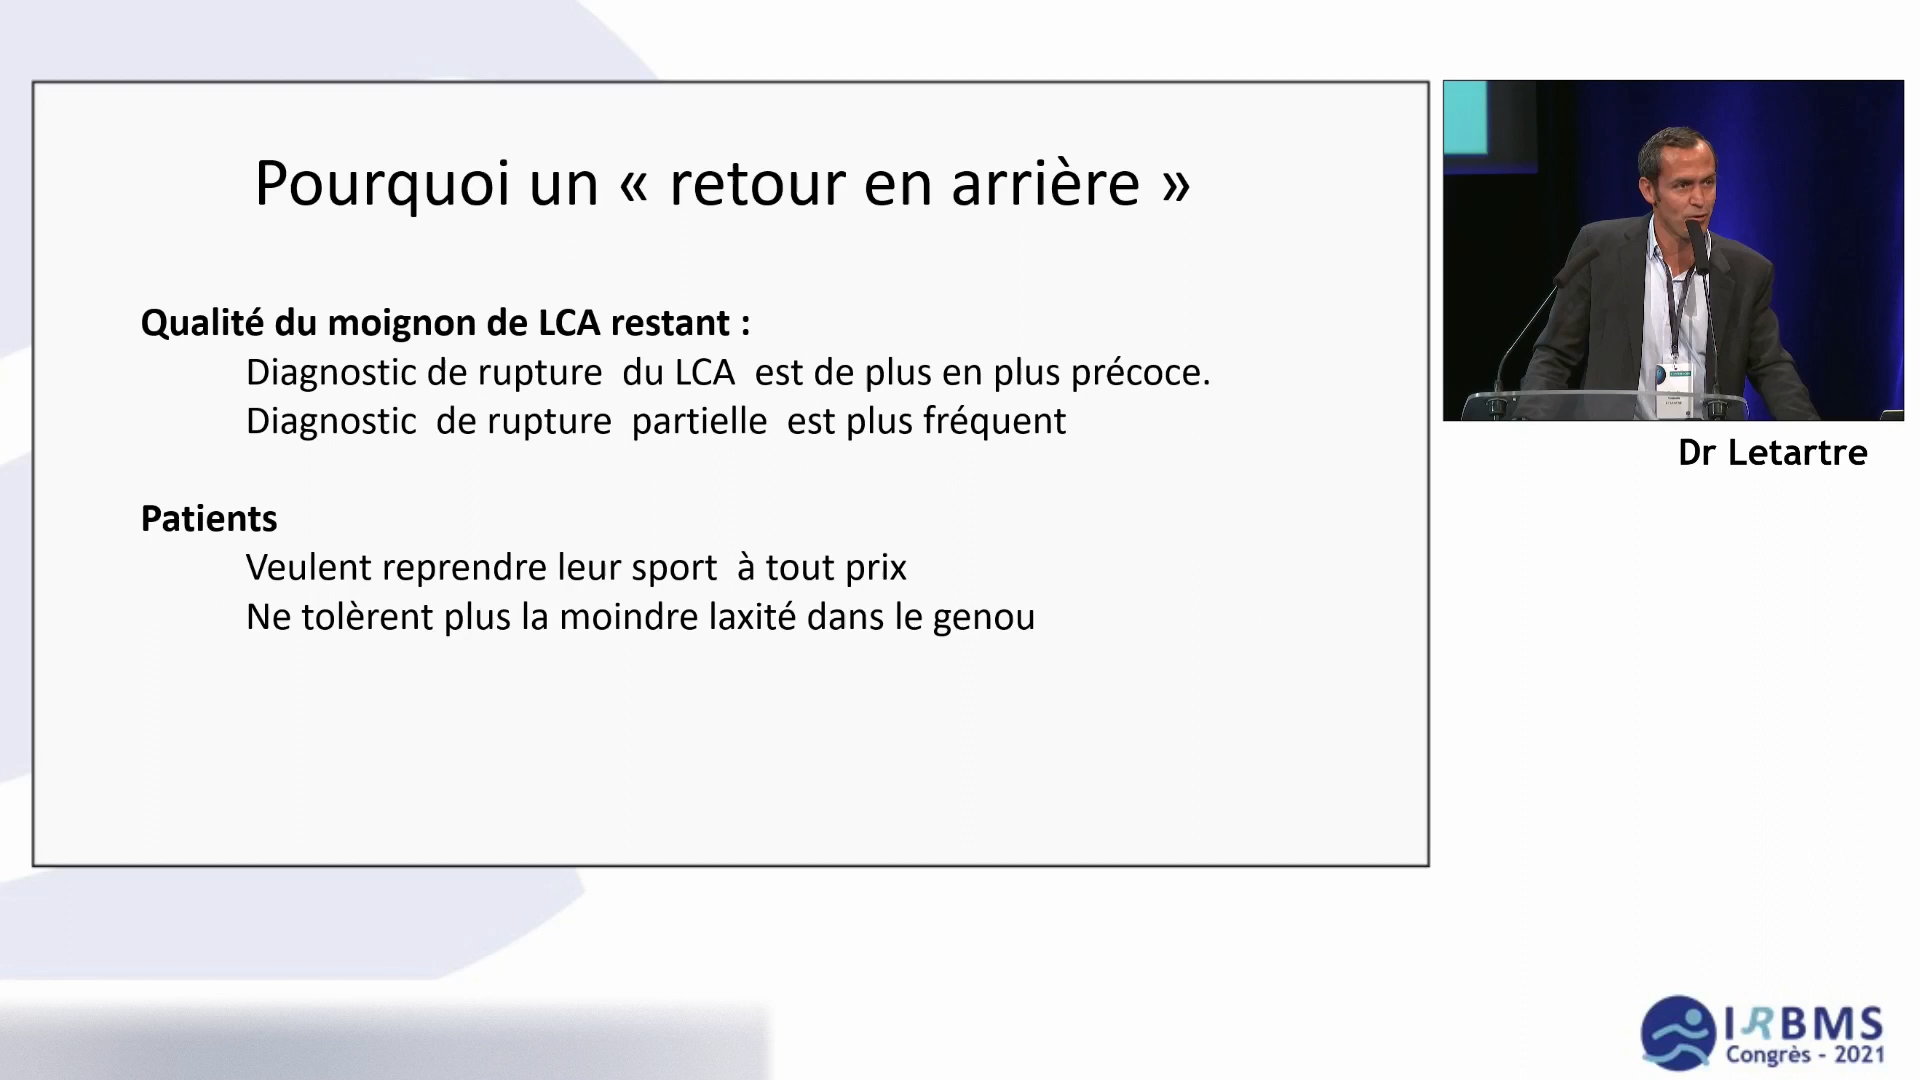 Pourquoi un « retour en arrière »
Qualité du moignon de LCA restant :
Diagnostic de rupture du LCA est de plus en plus précoce.
Diagnostic de rupture partielle est plus fréquent
Patients
Veulent reprendre leur sport à tout prix
Ne tolèrent plus la moindre laxité dans le genou
Dr Letartre
IRBMS
Congrès - 2021